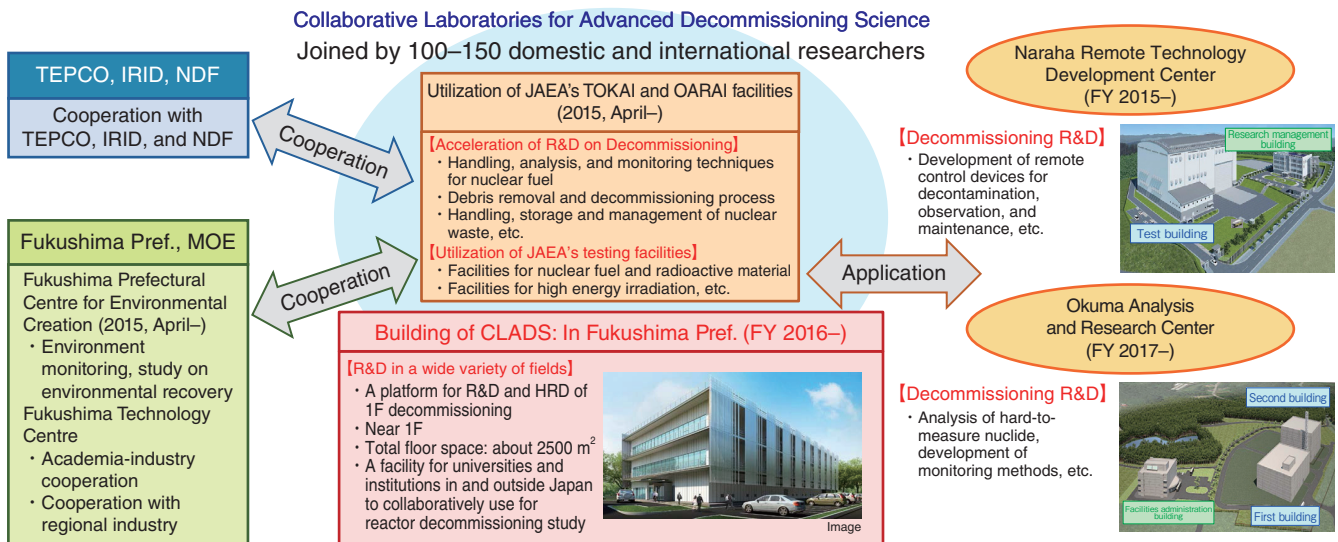 Collaborative Laboratories for Advanced Decommissioning Science
Joined by 100–150 domestic and international researchers
TEPCO, IRID, NDF
Cooperation with
TEPCO, IRID, and NDF
Cooperation
Fukushima Pref., MOE
Fukushima Prefectural
Centre for Environmental
Creation (2015, April–)
・Environment
monitoring, study on
environmental recovery
Fukushima Technology
Centre
・Academia-industry
cooperation
・Cooperation with
regional industry
Cooperation
Utilization of JAEA's TOKAI and OARAI facilities
(2015, April–)
【Acceleration of R&D on Decommissioning】
・Handling, analysis, and monitoring techniques
for nuclear fuel
・Debris removal and decommissioning process
・Handling, storage and management of nuclear
waste, etc.
【Utilization of JAEA's testing facilities】
・Facilities for nuclear fuel and radioactive material
・Facilities for high energy irradiation, etc.
Building of CLADS: In Fukushima Pref. (FY 2016–)
【R&D in a wide variety of fields】
・A platform for R&D and HRD of
1F decommissioning
・Near 1F
・Total floor space: about 2500 m²
・A facility for universities and
institutions in and outside Japan
to collaboratively use for
reactor decommissioning study
Image
Application
Naraha Remote Technology
Development Center
(FY 2015–)
【Decommissioning R&D】
・Development of remote
control devices for
decontamination,
observation, and
maintenance, etc.
Research management
building
Test building
Okuma Analysis
and Research Center
(FY 2017–)
【Decommissioning R&D】
・Analysis of hard-to-
measure nuclide,
development of
monitoring methods, etc.
Second building
Facilities administration
building
First building